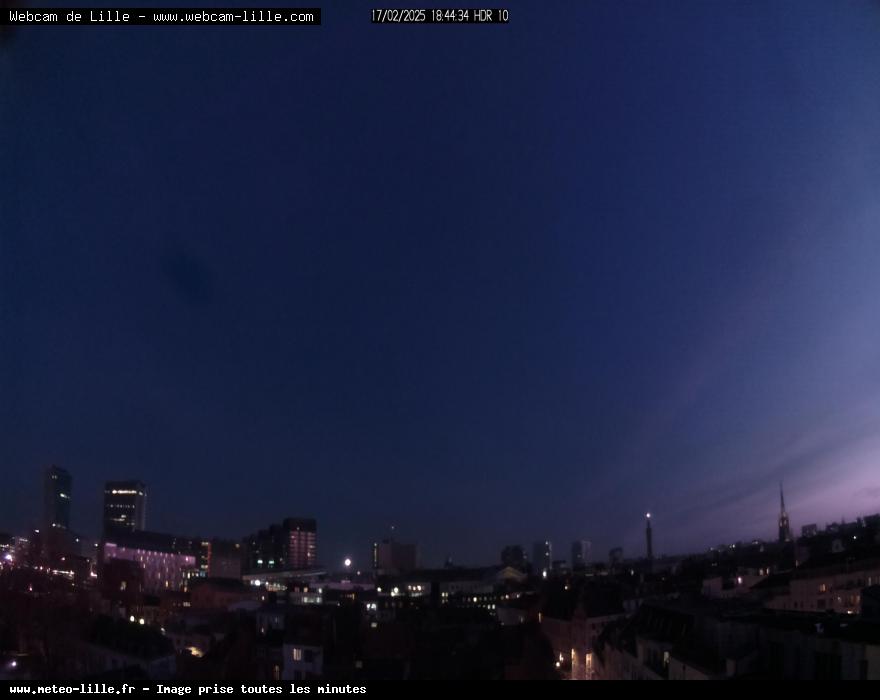 Webcam de Lille - www.webcam-lille.com
17/02/2025 18:44:34 HDR 10
www.meteo-lille.fr - Image prise toutes les minutes